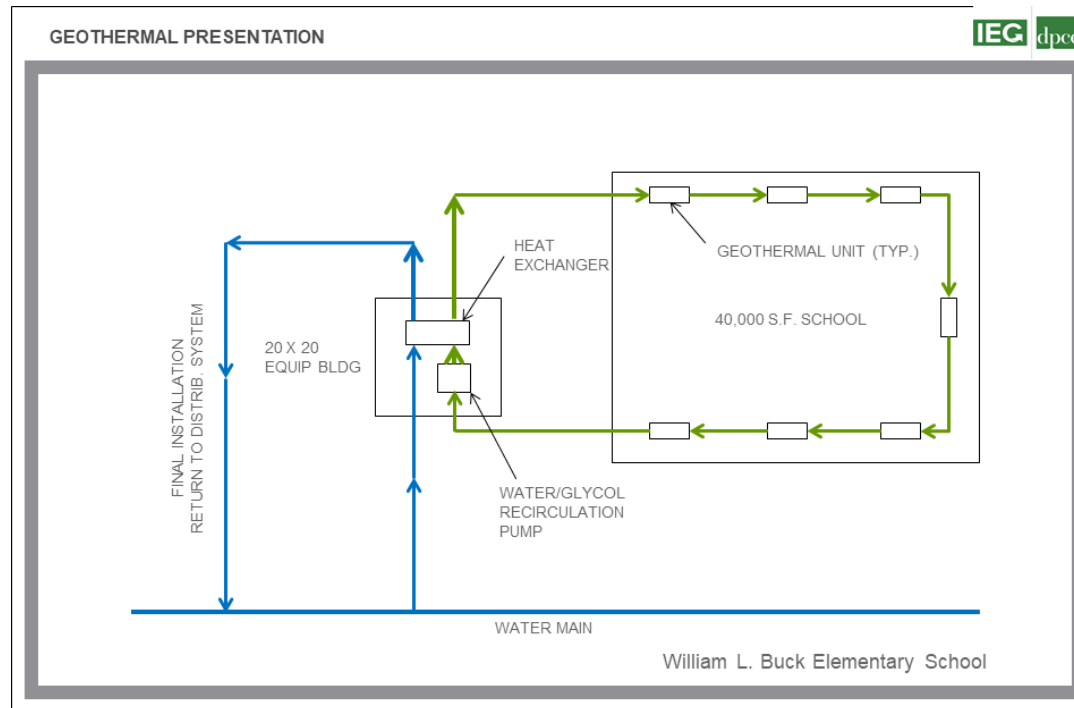 GEOTHERMAL PRESENTATION
IEG
dpco
HEAT
EXCHANGER
GEOTHERMAL UNIT (TYP.)
40,000 S.F. SCHOOL
20 X 20
EQUIP BLDG
FINAL INSTALLATION
RETURN TO DISTRIB. SYSTEM
WATER/GLYCOL
RECIRCULATION
PUMP
WATER MAIN
William L. Buck Elementary School